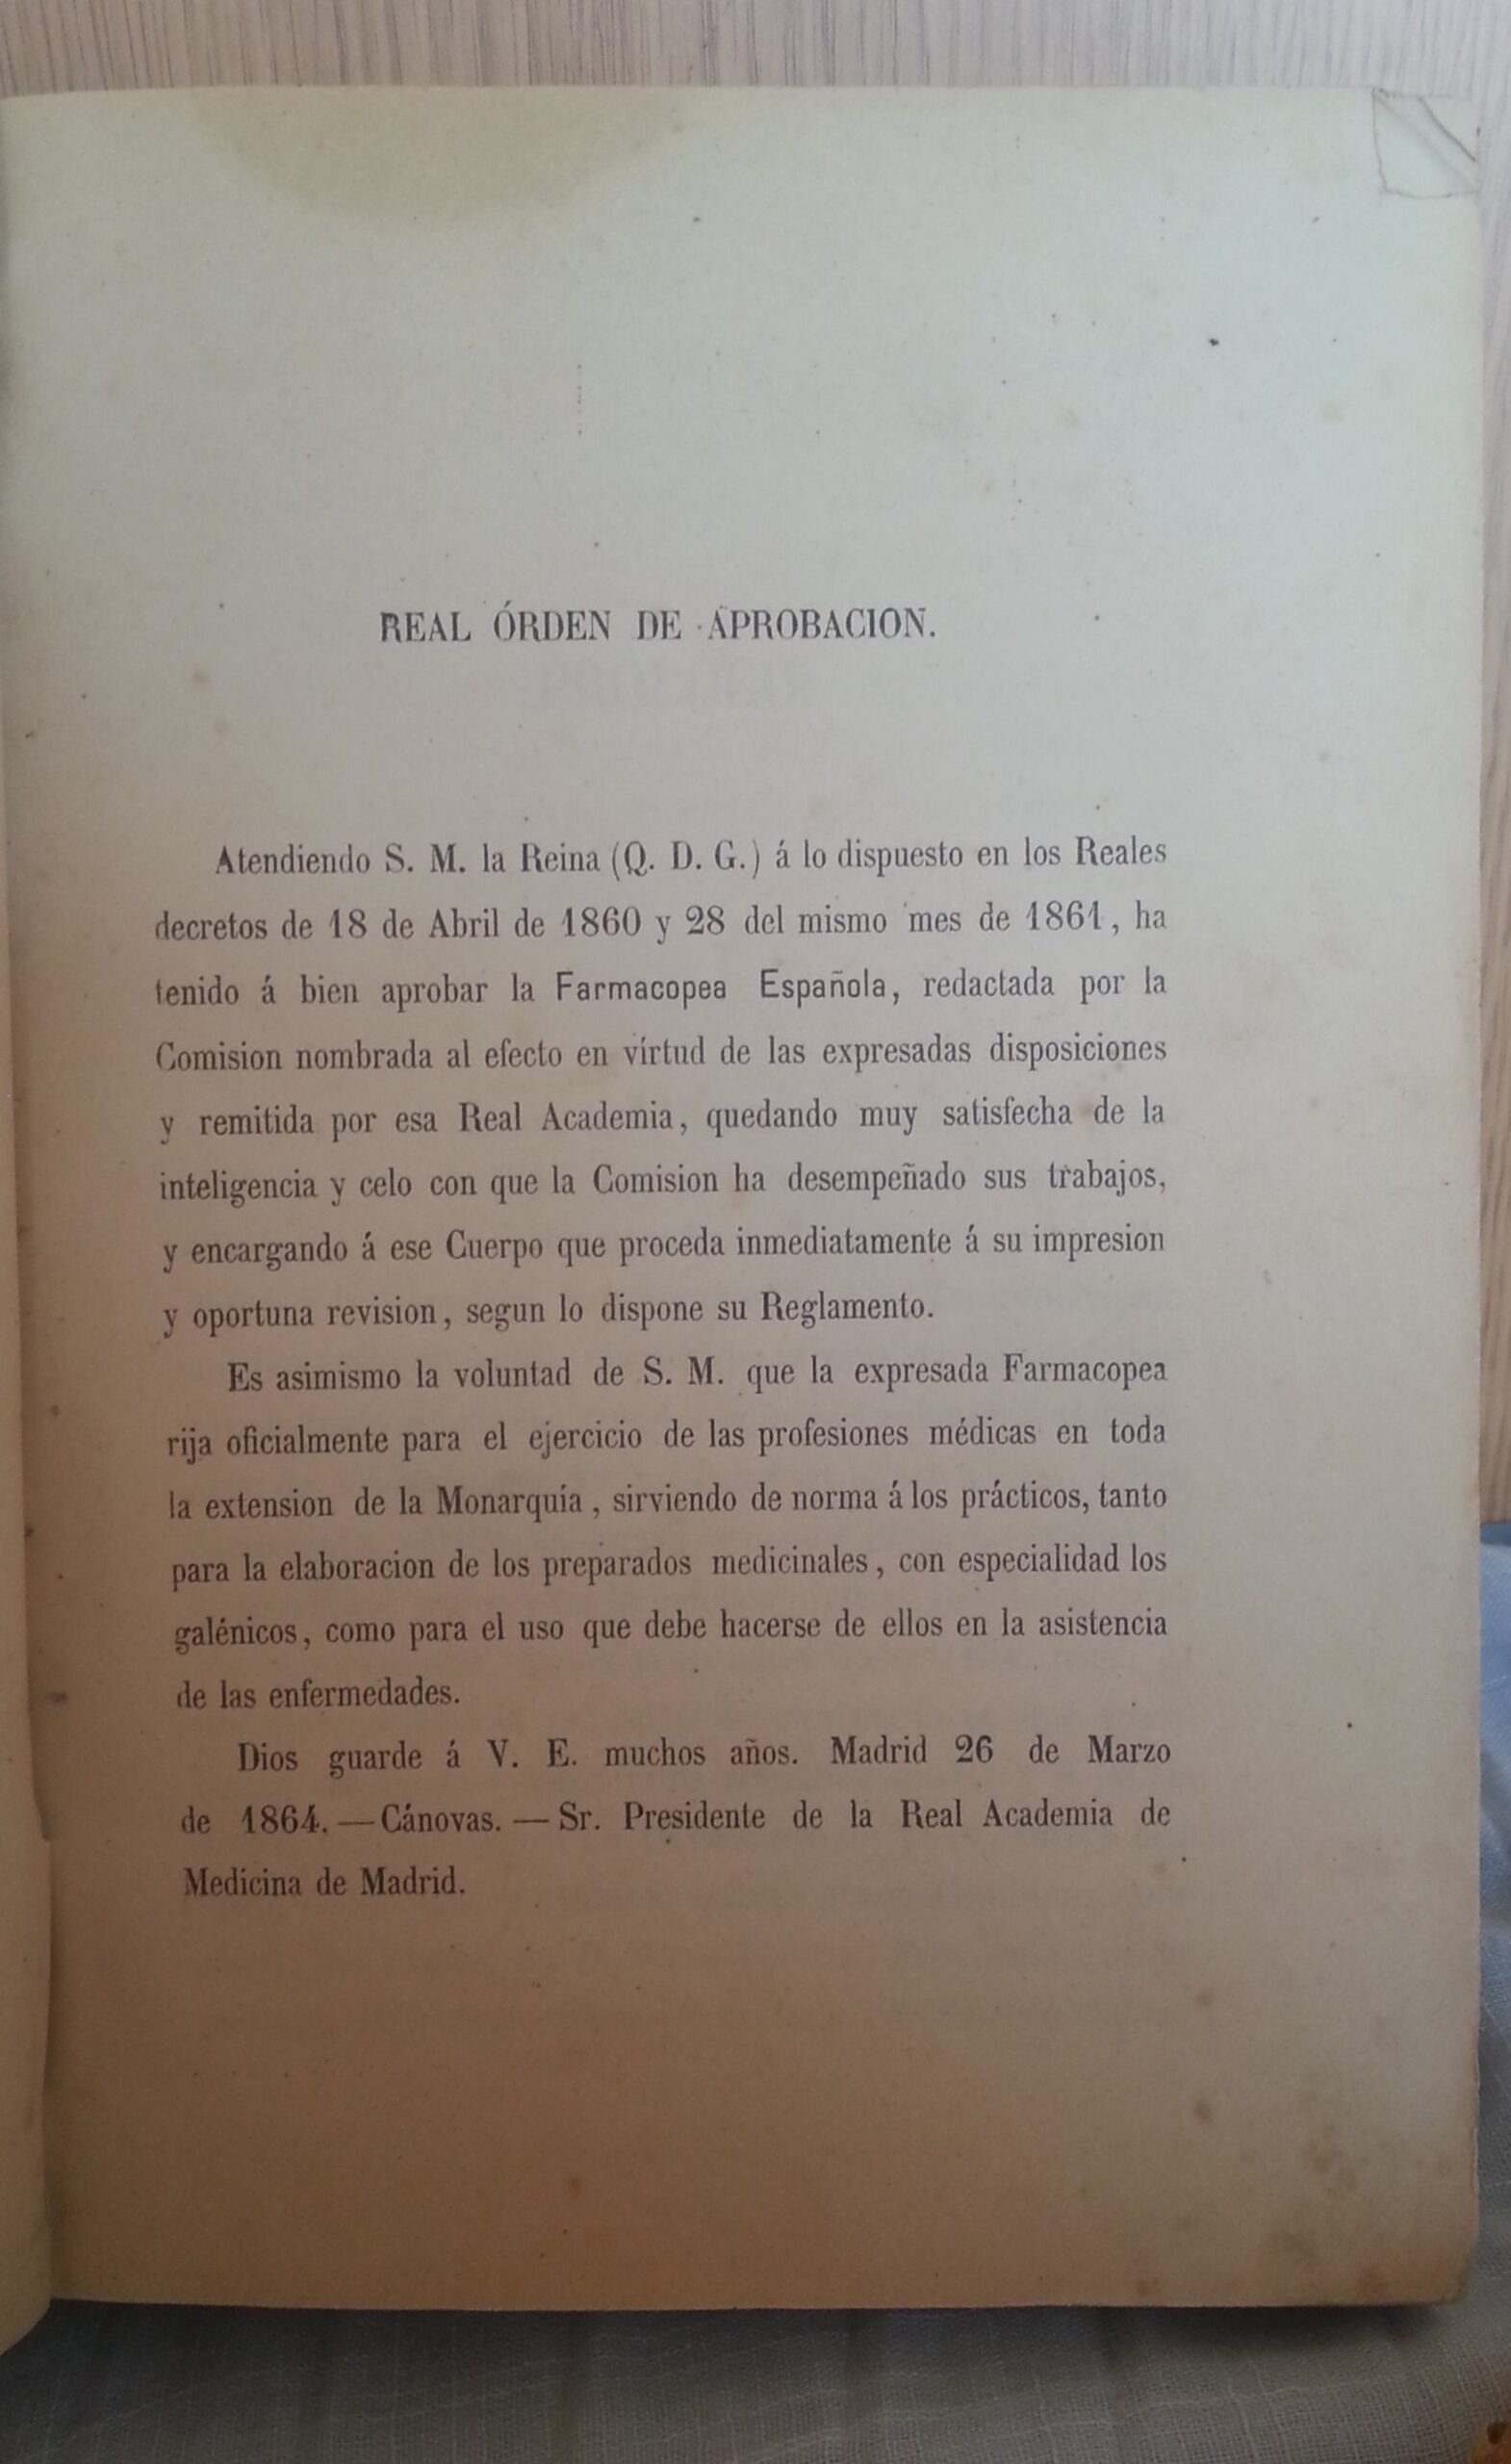 REAL ÓRDEN DE APROBACION.
Atendiendo S. M. la Reina (Q. D. G.) á lo dispuesto en los Reales
decretos de 18 de Abril de 1860 y 28 del mismo mes de 1861, ha
tenido á bien aprobar la Farmacopea Española, redactada por la
Comision nombrada al efecto en vírtud de las expresadas disposiciones
y remitida por esa Real Academia, quedando muy satisfecha de la
inteligencia y celo con que la Comision ha desempeñado sus trabajos,
y encargando á ese Cuerpo que proceda inmediatamente á su impresion
y oportuna revision, segun lo dispone su Reglamento.
Es asimismo la voluntad de S. M. que la expresada Farmacopea
rija oficialmente para el ejercicio de las profesiones médicas en toda
la extension de la Monarquía, sirviendo de norma á los prácticos, tanto
para la elaboracion de los preparados medicinales, con especialidad los
galénicos, como para el uso que debe hacerse de ellos en la asistencia
de las enfermedades.
Dios guarde á V. E. muchos años. Madrid 26 de Marzo
de 1864. — Cánovas. — Sr. Presidente de la Real Academia de
Medicina de Madrid.